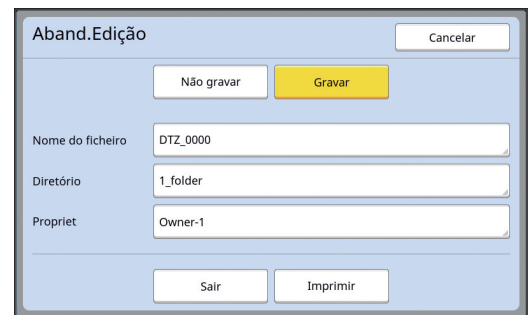 Aband.Edição
Cancelar
Não gravar
Gravar
Nome do ficheiro
DTZ_0000
Diretório
1_folder
Propriet
Owner-1
Sair
Imprimir